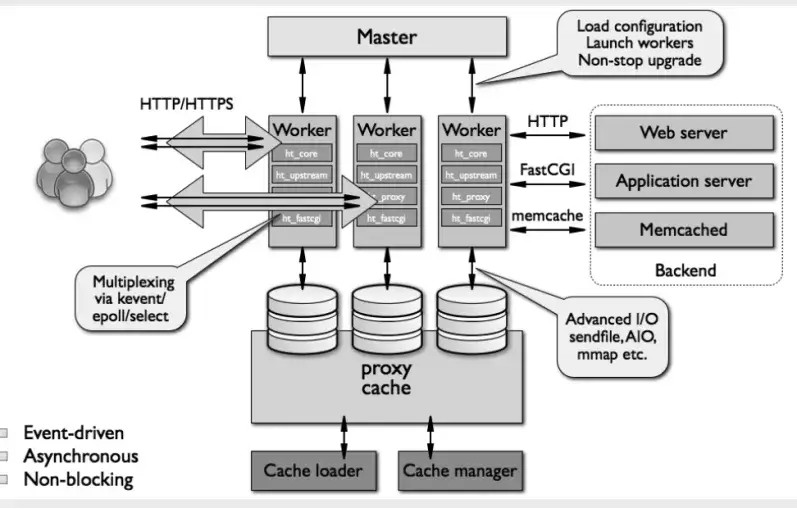 Master
Load configuration
Launch workers
Non-stop upgrade
HTTP/HTTPS
Worker
ht_core
ht_upstream
ht_fastcgi
Worker
ht_core
ht_upstream
_proxy
ht_fastcgi
Worker
ht_core
ht_upstream
ht_proxy
ht_fastcgi
HTTP
FastCGI
memcache
Web server
Application server
Memcached
Backend
Multiplexing
via kevent/
epoll/select
Advanced I/O
sendfile, AIO,
mmap etc.
proxy
cache
Cache loader
Cache manager
Event-driven
Asynchronous
Non-blocking